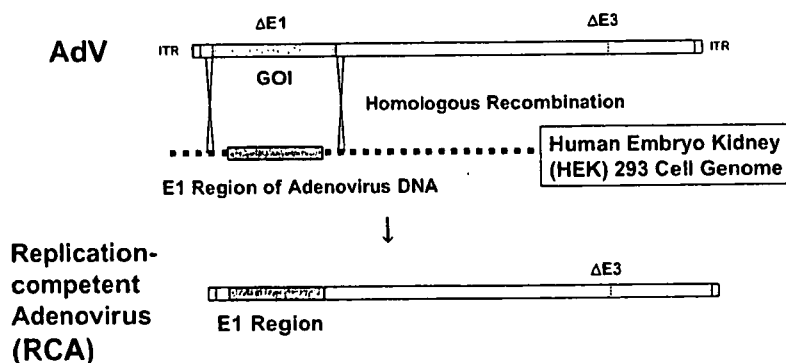 ΔE1 ΔE3
AdV ITR ITR
GOI
Homologous Recombination
Human Embryo Kidney
(HEK) 293 Cell Genome
E1 Region of Adenovirus DNA
↓
Replication-
competent
Adenovirus
(RCA)
ΔE3
E1 Region